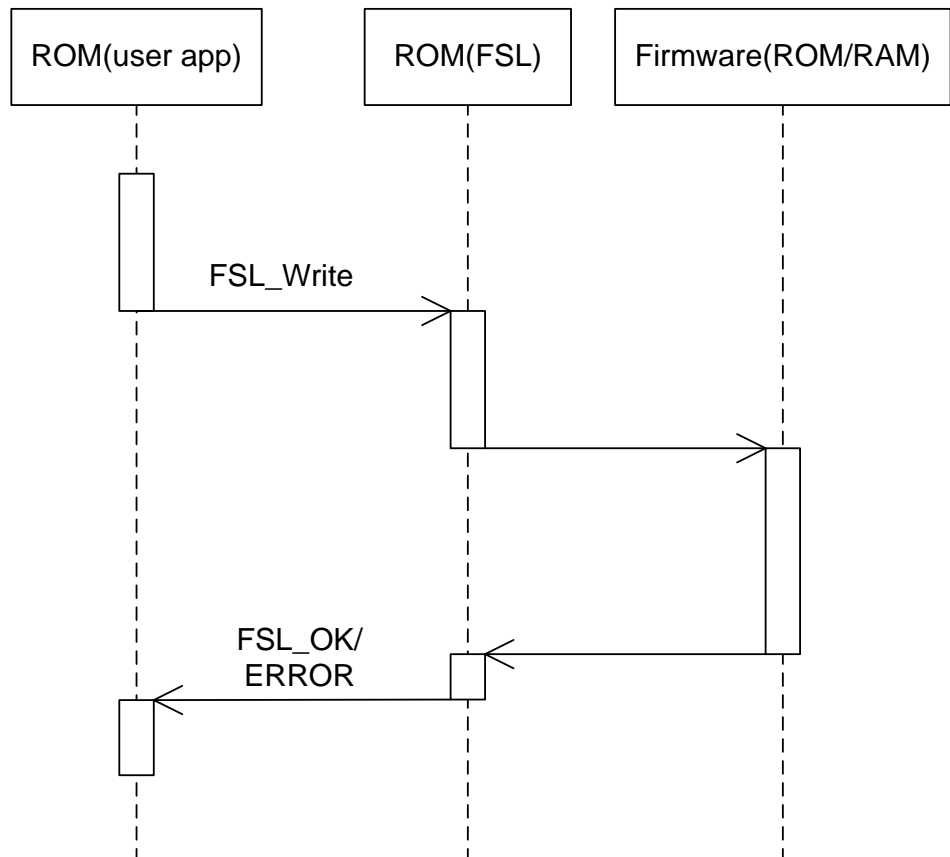 ROM(user app)
ROM(FSL)
Firmware(ROM/RAM)
FSL_Write
FSL_OK/
ERROR